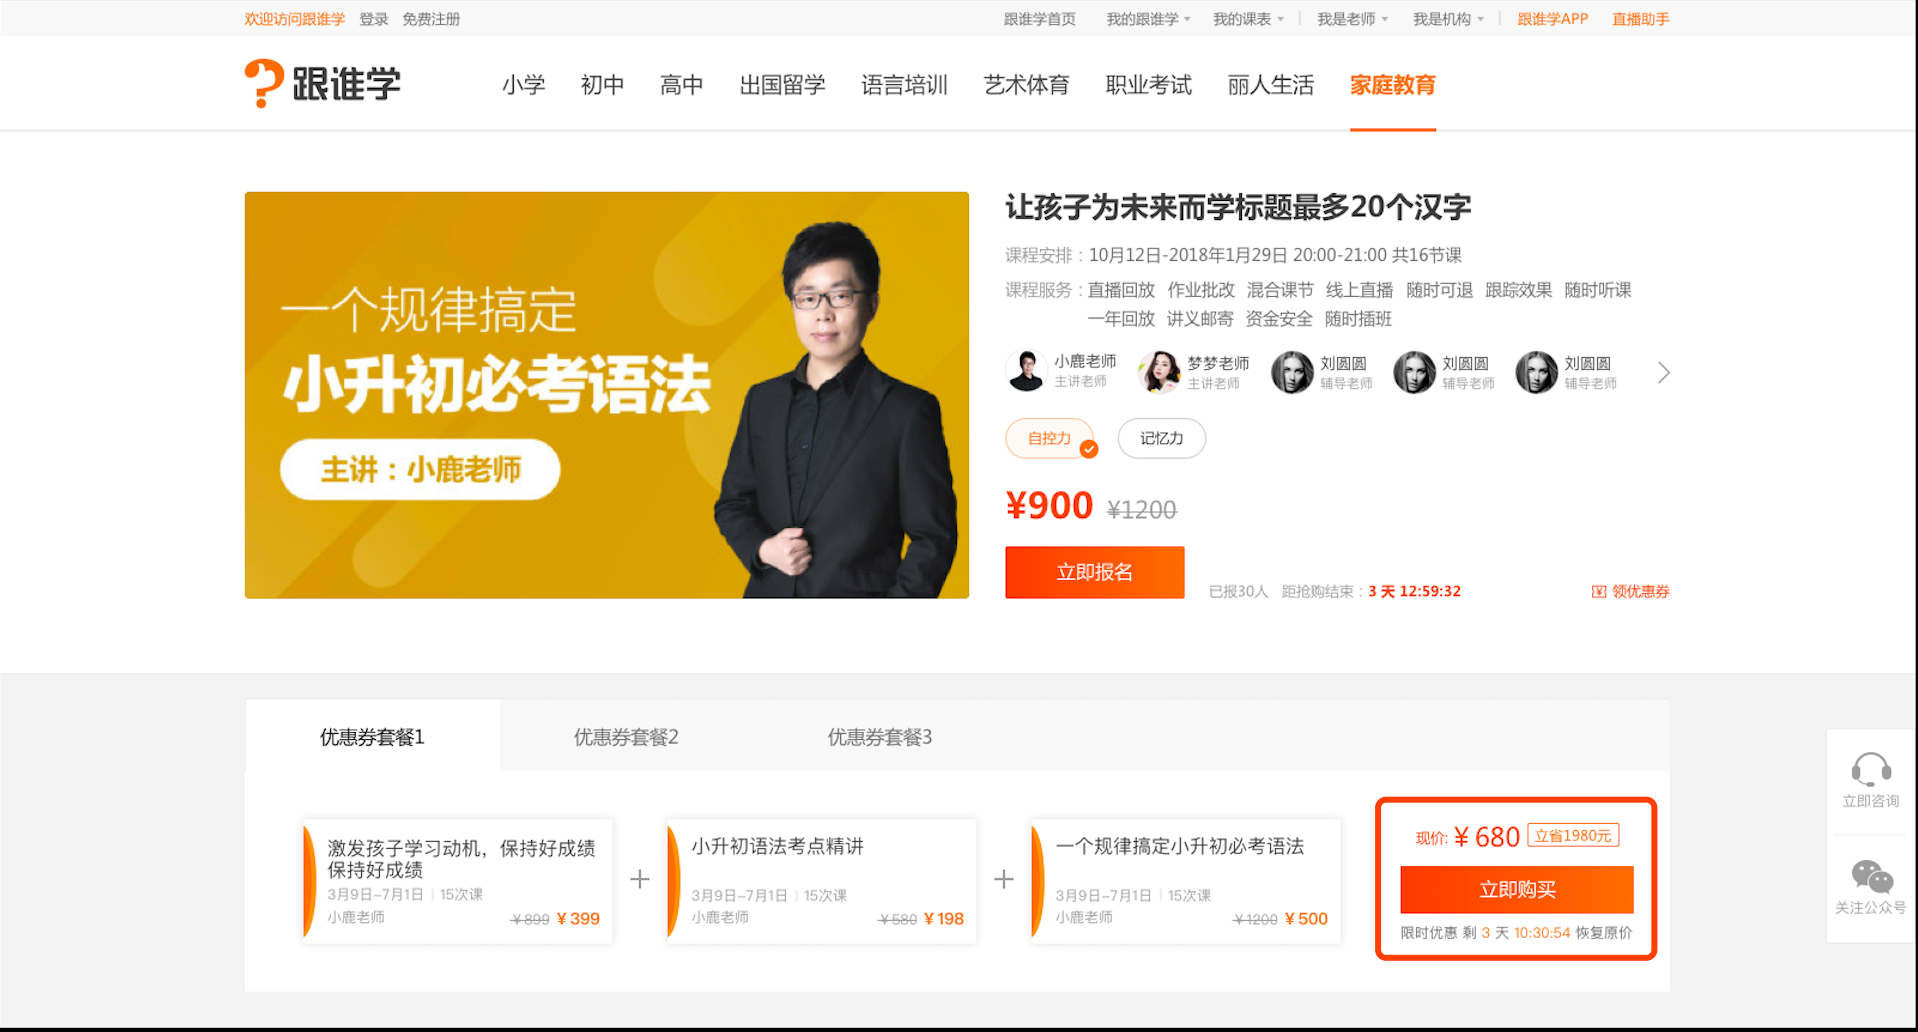 欢迎访问跟谁学 登录 免费注册 跟谁学首页 我的跟谁学 我的课表 我是老师 我是机构 跟谁学APP 直播助手
跟谁学 小学 初中 高中 出国留学 语言培训 艺术体育 职业考试 丽人生活 家庭教育
一个规律搞定
小升初必考语法
主讲：小鹿老师
让孩子为未来而学标题最多20个汉字
课程安排：10月12日-2018年1月29日 20:00-21:00 共16节课
课程服务：直播回放 作业批改 混合课节 线上直播 随时可退 跟踪效果 随时听课
一年回放 讲义邮寄 资金安全 随时插班
小鹿老师 梦梦老师 刘圆圆 刘圆圆 刘圆圆
主讲老师 主讲老师 辅导老师 辅导老师 辅导老师
自控力 记忆力
¥900 ¥1200
立即报名 已报30人 距抢购结束：3 天 12:59:32 领优惠券
优惠券套餐1 优惠券套餐2 优惠券套餐3
激发孩子学习动机，保持好成绩
保持好成绩
3月9日-7月1日 | 15次课
小鹿老师 ¥899 ¥399
+
小升初语法考点精讲
3月9日-7月1日 | 15次课
小鹿老师 ¥580 ¥198
+
一个规律搞定小升初必考语法
3月9日-7月1日 | 15次课
小鹿老师 ¥1200 ¥500
现价: ¥680 立省1980元
立即购买
限时优惠 剩 3 天 10:30:54 恢复原价
立即咨询
关注公众号